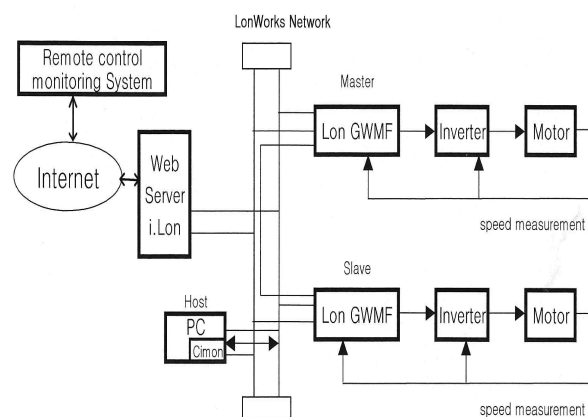 LonWorks Network
Remote control
monitoring System
Internet
Web
Server
i.Lon
Master
Lon GWMF
Inverter
Motor
speed measurement
Slave
Lon GWMF
Inverter
Motor
speed measurement
Host
PC
Cimon